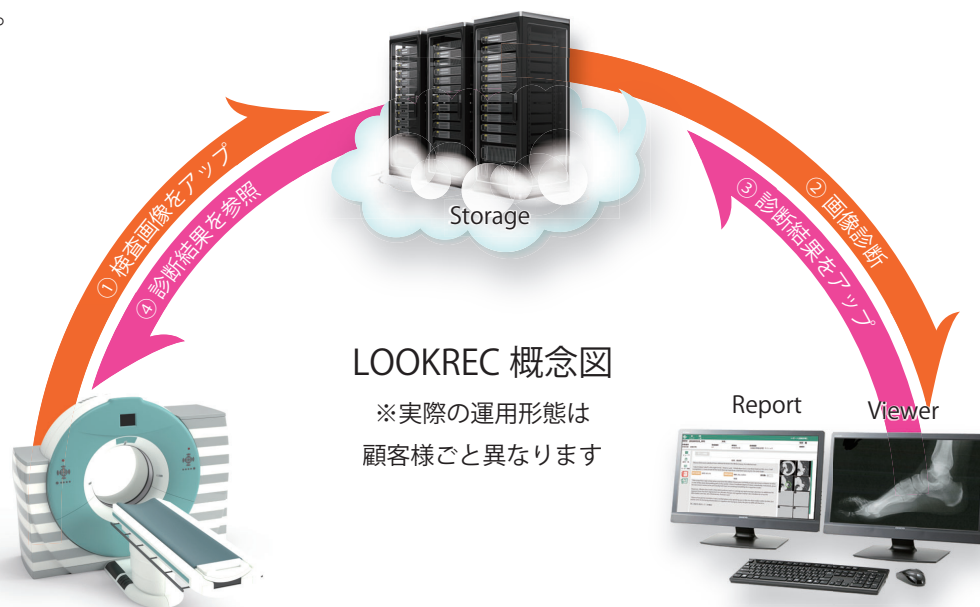 。
Storage
① 検査画像をアップ
④ 診断結果を参照
② 画像診断
③ 診断結果をアップ
LOOKREC 概念図
※実際の運用形態は
顧客様ごと異なります
Report
Viewer